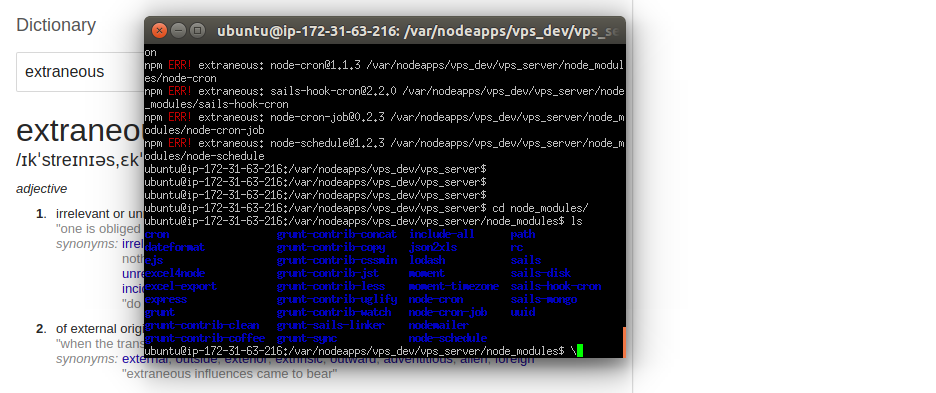 Dictionary
extraneous
extraneo
/ɪkˈstreɪnɪəs,ɛk
adjective
1. irrelevant or un
"one is obliged
synonyms: irrel
noth
unre
inci
"do
2. of external origi
"when the trans
synonyms: external, outside, exterior, extrinsic, outward, adventitious, alien, foreign
"extraneous influences came to bear"
ubuntu@ip-172-31-63-216: /var/nodeapps/vps_dev/vps_se
on
npm ERR! extraneous: node-cron@1.1.3 /var/nodeapps/vps_dev/vps_server/node_modul
es/node-cron
npm ERR! extraneous: sails-hook-cron@2.2.0 /var/nodeapps/vps_dev/vps_server/node
_modules/sails-hook-cron
npm ERR! extraneous: node-cron-job@0.2.3 /var/nodeapps/vps_dev/vps_server/node_m
odules/node-cron-job
npm ERR! extraneous: node-schedule@1.2.3 /var/nodeapps/vps_dev/vps_server/node_m
odules/node-schedule
ubuntu@ip-172-31-63-216:/var/nodeapps/vps_dev/vps_server$
ubuntu@ip-172-31-63-216:/var/nodeapps/vps_dev/vps_server$
ubuntu@ip-172-31-63-216:/var/nodeapps/vps_dev/vps_server$
ubuntu@ip-172-31-63-216:/var/nodeapps/vps_dev/vps_server$ cd node_modules/
ubuntu@ip-172-31-63-216:/var/nodeapps/vps_dev/vps_server/node_modules$ ls
cron grunt-contrib-concat include-all path
dateformat grunt-contrib-copy json2xls rc
ejs grunt-contrib-cssmin lodash sails
excel4node grunt-contrib-jst moment sails-disk
excel-export grunt-contrib-less moment-timezone sails-hook-cron
express grunt-contrib-uglify node-cron sails-mongo
grunt grunt-contrib-watch node-cron-job uuid
grunt-contrib-clean grunt-sails-linker nodemailer
grunt-contrib-coffee grunt-sync node-schedule
ubuntu@ip-172-31-63-216:/var/nodeapps/vps_dev/vps_server/node_modules$ \